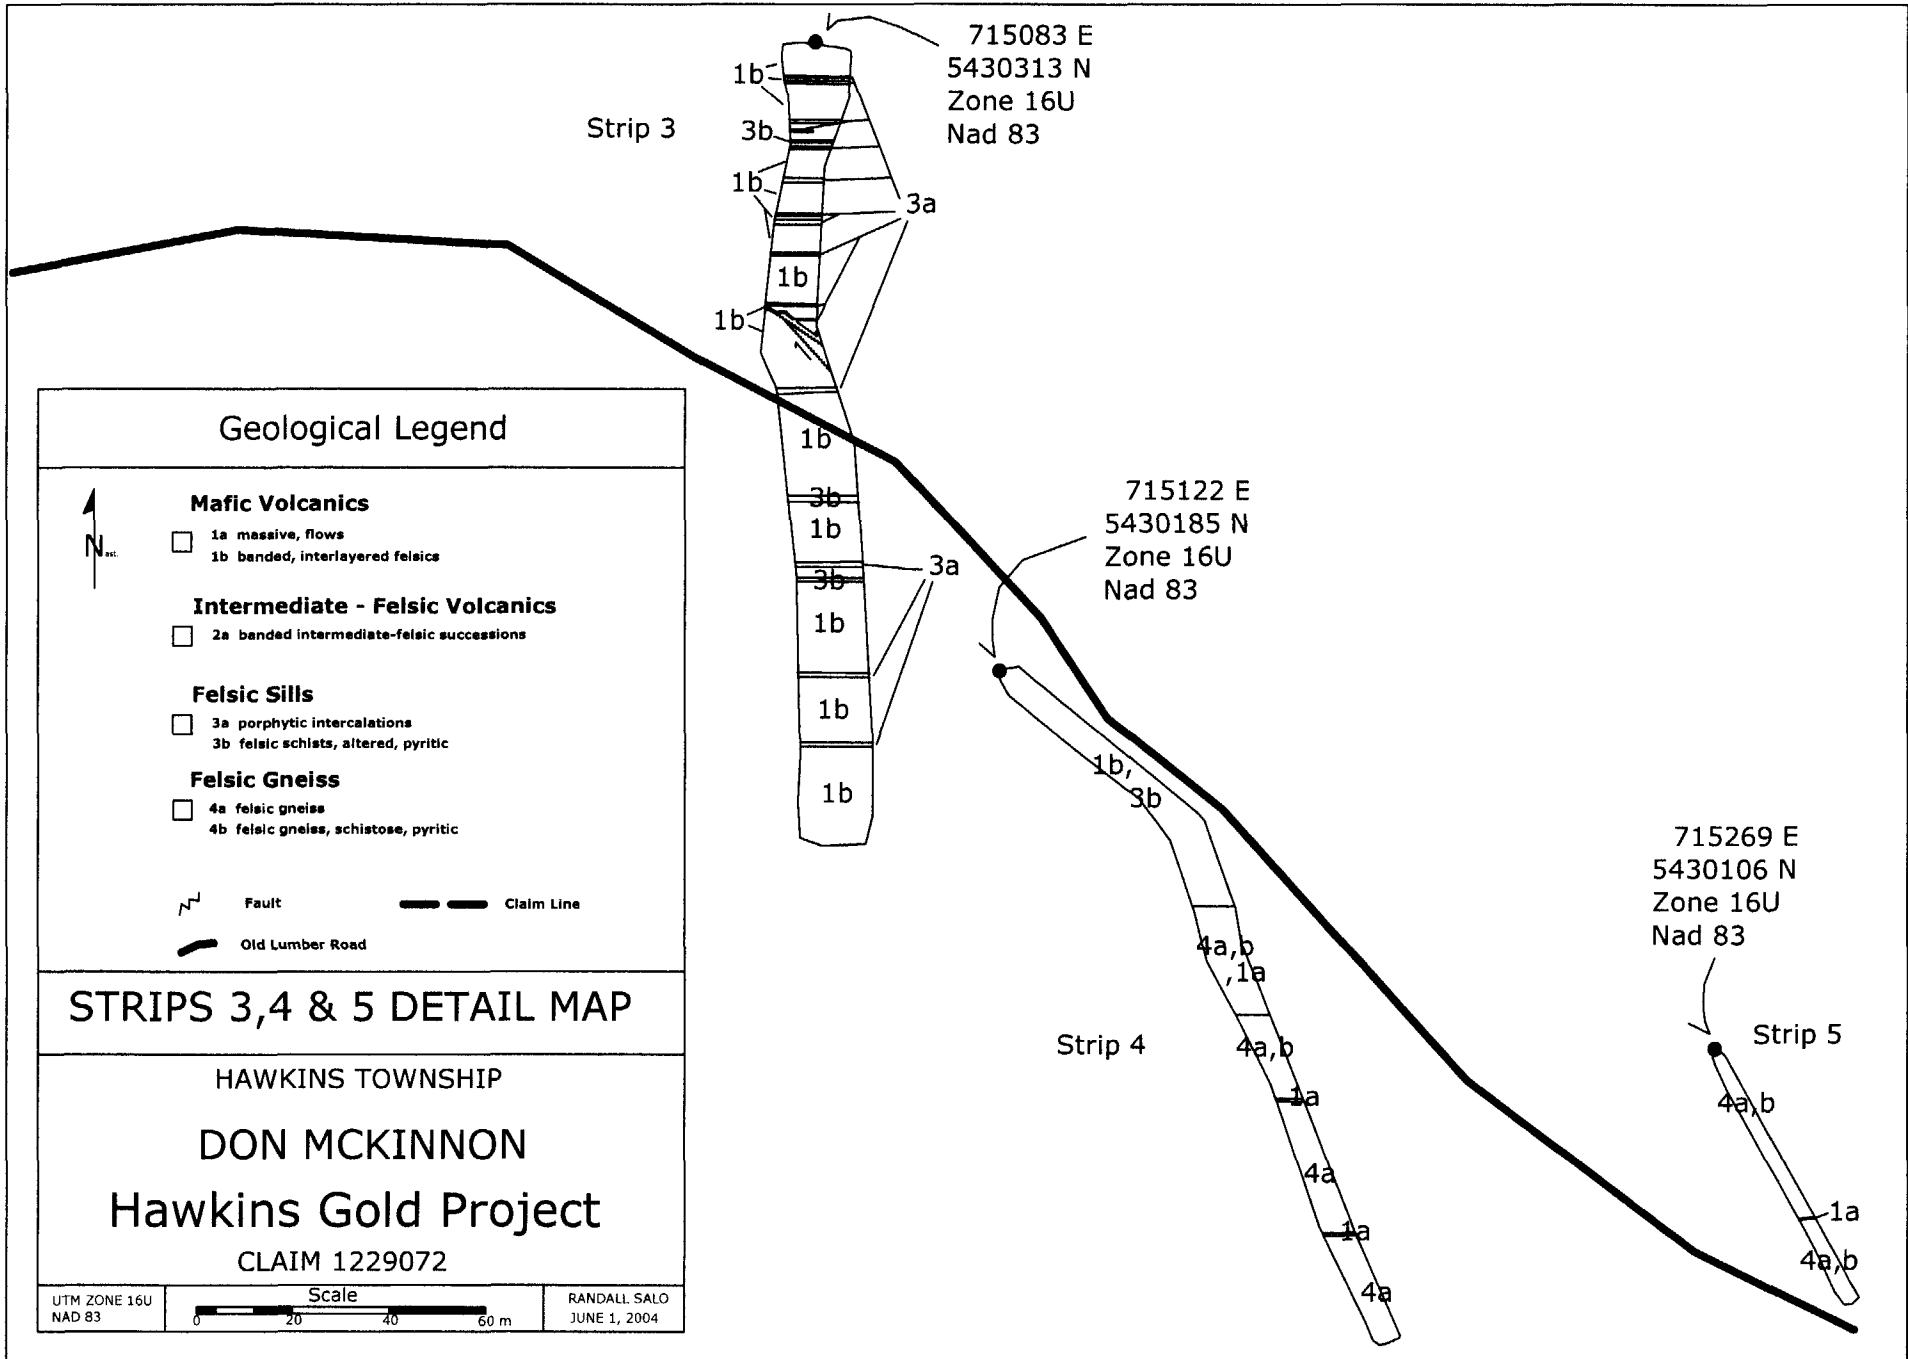 715083 E
5430313 N
Zone 16U
Nad 83
Strip 3
1b
3b
1b
3a
1b
1b
1b
3b
1b
3a
3b
1b
1b
1b
715122 E
5430185 N
Zone 16U
Nad 83
1b,
3b
4a,b
,1a
Strip 4
4a,b
1a
4a
1a
4a
715269 E
5430106 N
Zone 16U
Nad 83
Strip 5
4a,b
1a
4a,b
Geological Legend
N
ast.
Mafic Volcanics
1a massive, flows
1b banded, interlayered felsics
Intermediate - Felsic Volcanics
2a banded intermediate-felsic successions
Felsic Sills
3a porphytic intercalations
3b felsic schists, altered, pyritic
Felsic Gneiss
4a felsic gneiss
4b felsic gneiss, schistose, pyritic
Fault
Claim Line
Old Lumber Road
STRIPS 3,4 & 5 DETAIL MAP
HAWKINS TOWNSHIP
DON MCKINNON
Hawkins Gold Project
CLAIM 1229072
UTM ZONE 16U
NAD 83
Scale
0 20 40 60 m
RANDALL SALO
JUNE 1, 2004